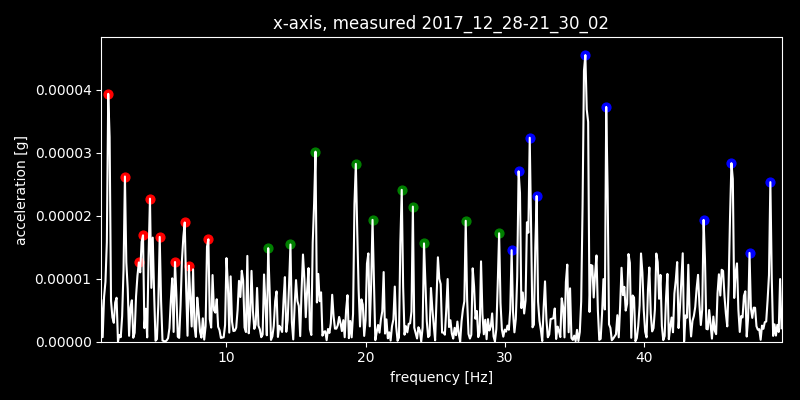 x-axis, measured 2017_12_28-21_30_02
acceleration [g]
0.00004
0.00003
0.00002
0.00001
0.00000
10 20 30 40
frequency [Hz]